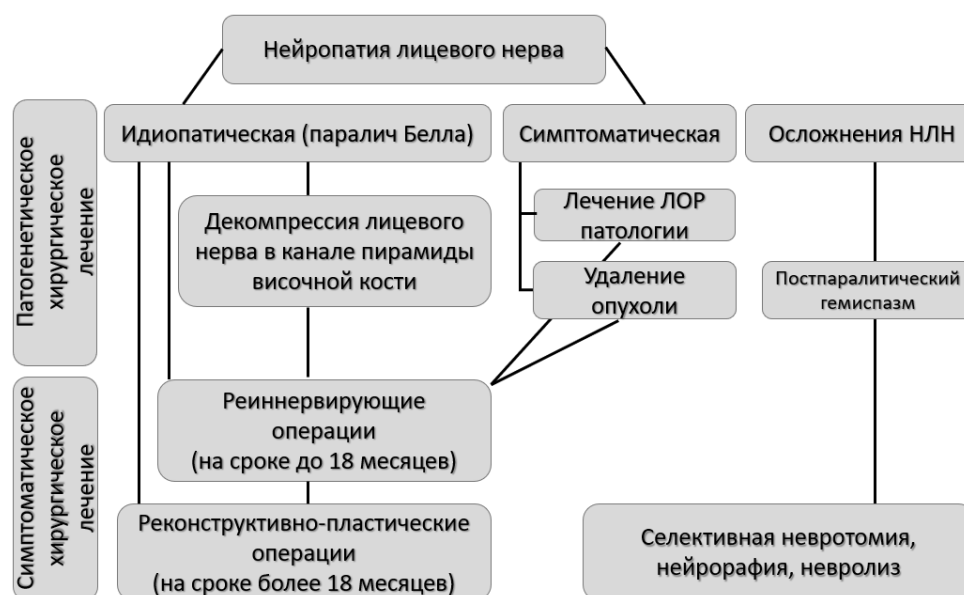 Нейропатия лицевого нерва
Патогенетическое
хирургическое
лечение
Идиопатическая (паралич Белла)
Симптоматическая
Осложнения НЛН
Декомпрессия лицевого
нерва в канале пирамиды
височной кости
Лечение ЛОР
патологии
Удаление
опухоли
Постпаралитический
гемиспазм
Симптоматическое
хирургическое
лечение
Реиннервирующие
операции
(на сроке до 18 месяцев)
Реконструктивно-пластические
операции
(на сроке более 18 месяцев)
Селективная невротомия,
нейрорафия, невролиз